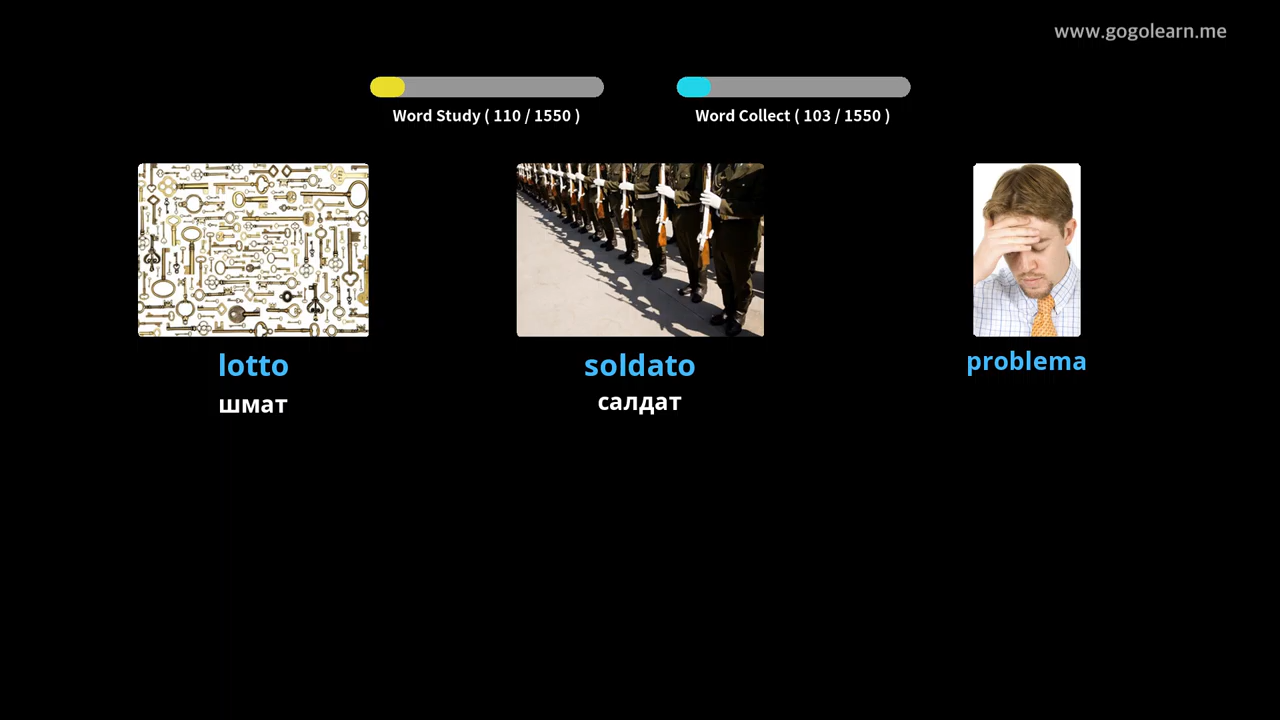 www.gogolearn.me
Word Study ( 110 / 1550 )
Word Collect ( 103 / 1550 )
lotto
soldato
problema
шмат
салдат